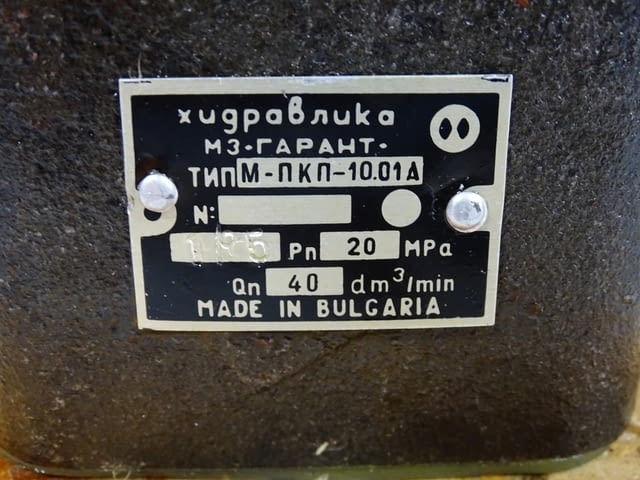 хидравлика
МЗ-ГАРАНТ-
ТИП М-ПКП-10.01А
N:
Pn 20 MPa
Qn 40 dm³/min
MADE IN BULGARIA